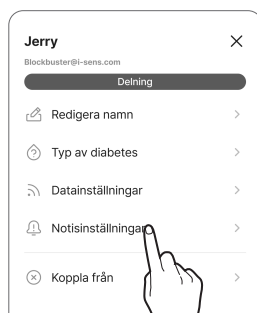 Jerry
Blockbuster@i-sens.com
Delning
Redigera namn
Typ av diabetes
Datainställningar
Notisinställningar
Koppla från